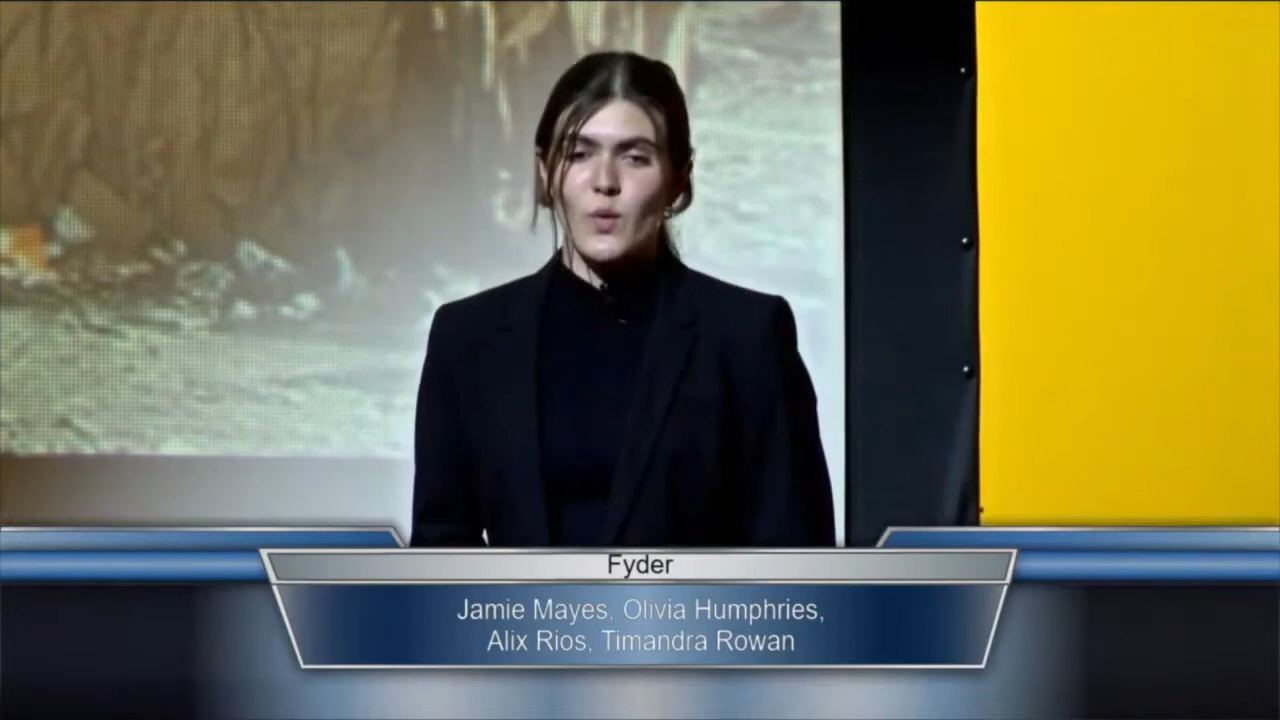 Fyder
Jamie Mayes, Olivia Humphries,
Alix Rios, Timandra Rowan